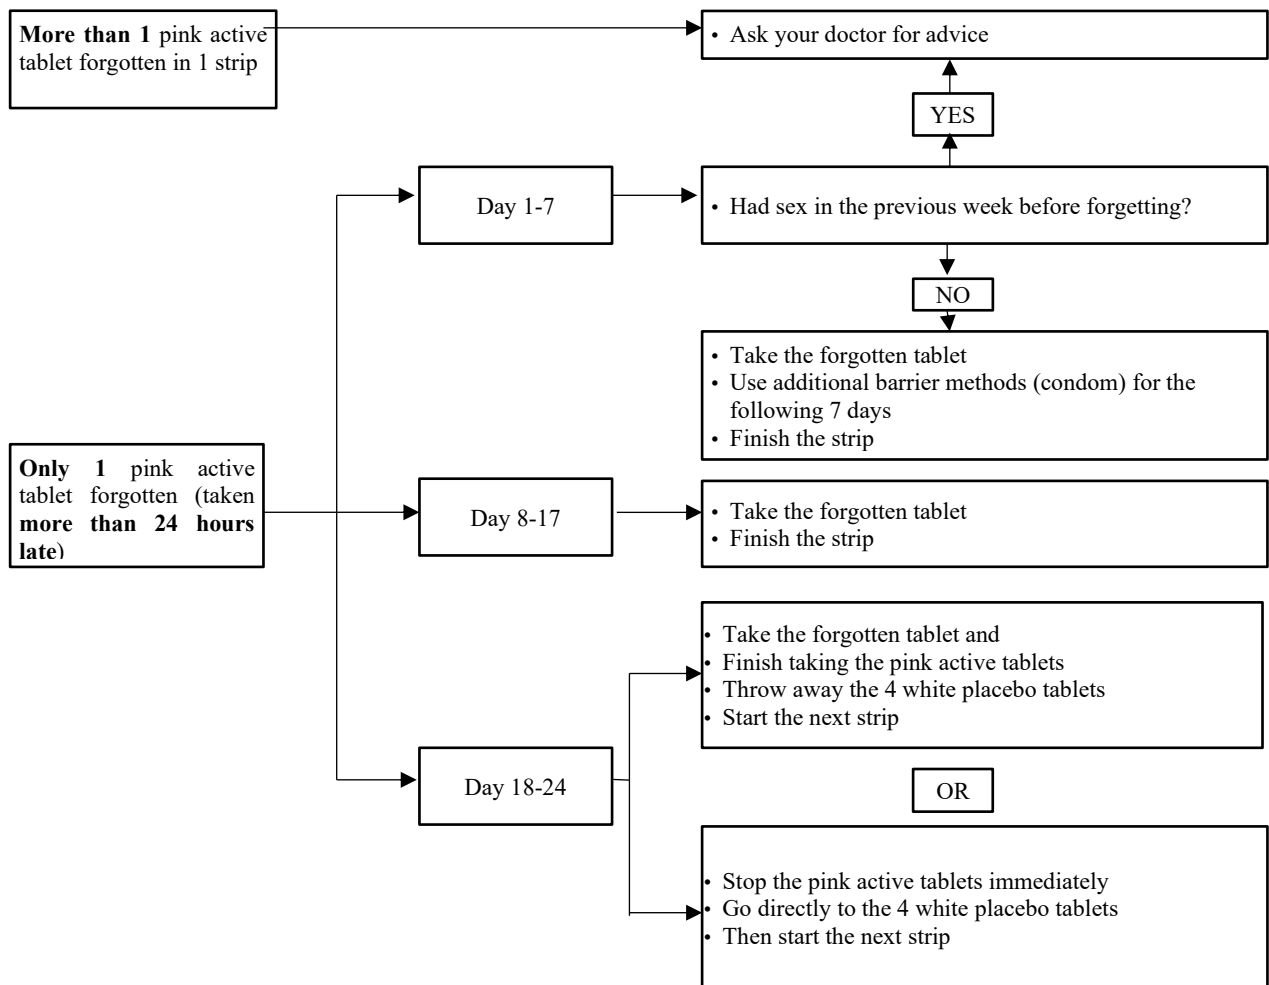 More than 1 pink active
tablet forgotten in 1 strip
• Ask your doctor for advice
YES
Day 1-7
• Had sex in the previous week before forgetting?
NO
• Take the forgotten tablet
• Use additional barrier methods (condom) for the
following 7 days
• Finish the strip
Only 1 pink active
tablet forgotten (taken
more than 24 hours
late)
Day 8-17
• Take the forgotten tablet
• Finish the strip
• Take the forgotten tablet and
• Finish taking the pink active tablets
• Throw away the 4 white placebo tablets
• Start the next strip
Day 18-24
OR
• Stop the pink active tablets immediately
• Go directly to the 4 white placebo tablets
• Then start the next strip